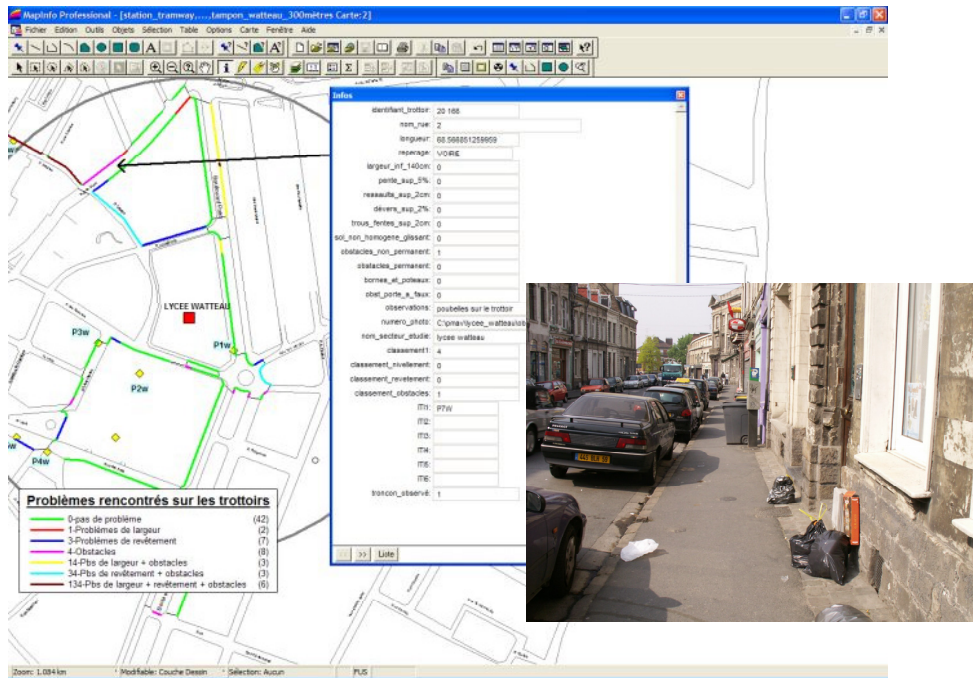 MapInfo Professional - [station_tramway,...,tampon_watteau_300mètres Carte:2]
Fichier Edition Outils Objets Sélection Table Options Carte Fenêtre Aide
Infos
identifiant_trottoir: 20 166
nom_rue: 2
longueur: 68.566851259959
reperage: VOIRIE
largeur_inf_140cm: 0
pente_sup_5%: 0
ressauts_sup_2cm: 0
dévers_sup_2%: 0
trous_fentes_sup_2cm: 0
sol_non_homogene_glissant: 0
obstacles_non_permanent: 1
obstacles_permanent: 0
bornes_et_poteaux: 0
obst_porte_a_faux: 0
observations: poubelles sur le trottoir
numero_photo: C:\pmav\lycee_watteau\ob
nom_secteur_etudie: lycee watteau
classement1: 4
classement_nivellement: 0
classement_revetement: 0
classement_obstacles: 1
ITI1: P7W
ITI2:
ITI3:
ITI4:
ITI5:
ITI6:
troncon_observé: 1
<< >> Liste
LYCEE WATTEAU
P3w
P1w
P2w
P4w
Problèmes rencontrés sur les trottoirs
0-pas de problème (42)
1-Problèmes de largeur (2)
3-Problèmes de revêtement (7)
4-Obstacles (8)
14-Pbs de largeur + obstacles (3)
34-Pbs de revêtement + obstacles (3)
134-Pbs de largeur + revêtement + obstacles (6)
Zoom: 1.084 km Modifiable: Couche Dessin Sélection: Aucun FUS